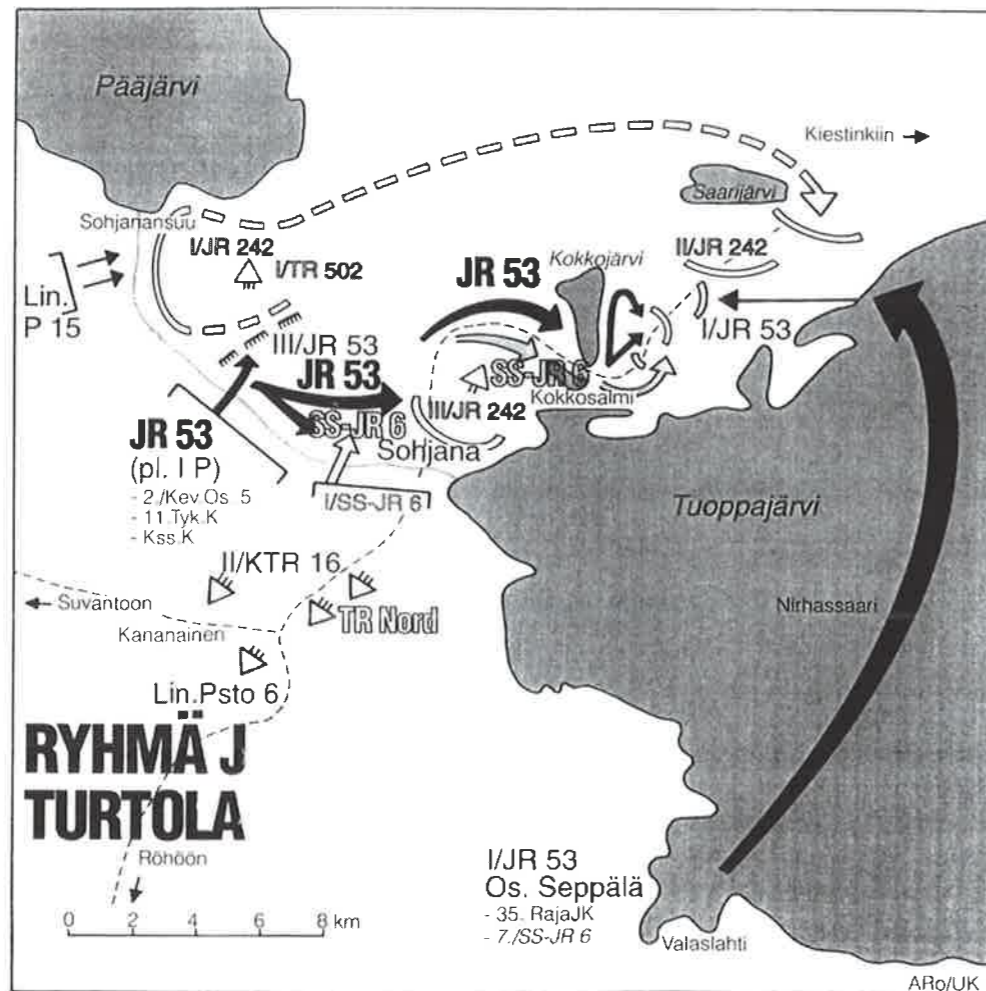 Pääjärvi
Kiestinkiin
Saarijärvi
Sohjanansuu
I/JR 242
I/TR 502
II/JR 242
JR 53
Kokkojärvi
Lin.
P 15
I/JR 53
III/JR 53
JR 53
SS-JR 6
SS-JR 6
III/JR 242
Kokkosalmi
Sohjana
JR 53
(pl. I P)
- 2./Kev.Os 5
- 11.Tyk.K
- Kss.K
I/SS-JR 6
Tuoppajärvi
II/KTR 16
Suvantoon
TR Nord
Nirhassaari
Kananainen
Lin.Psto 6
RYHMÄ J
TURTOLA
Röhöön
0 2 4 6 8 km
I/JR 53
Os. Seppälä
- 35. RajaJK
- 7./SS-JR 6
Valaslahti
ARo/UK